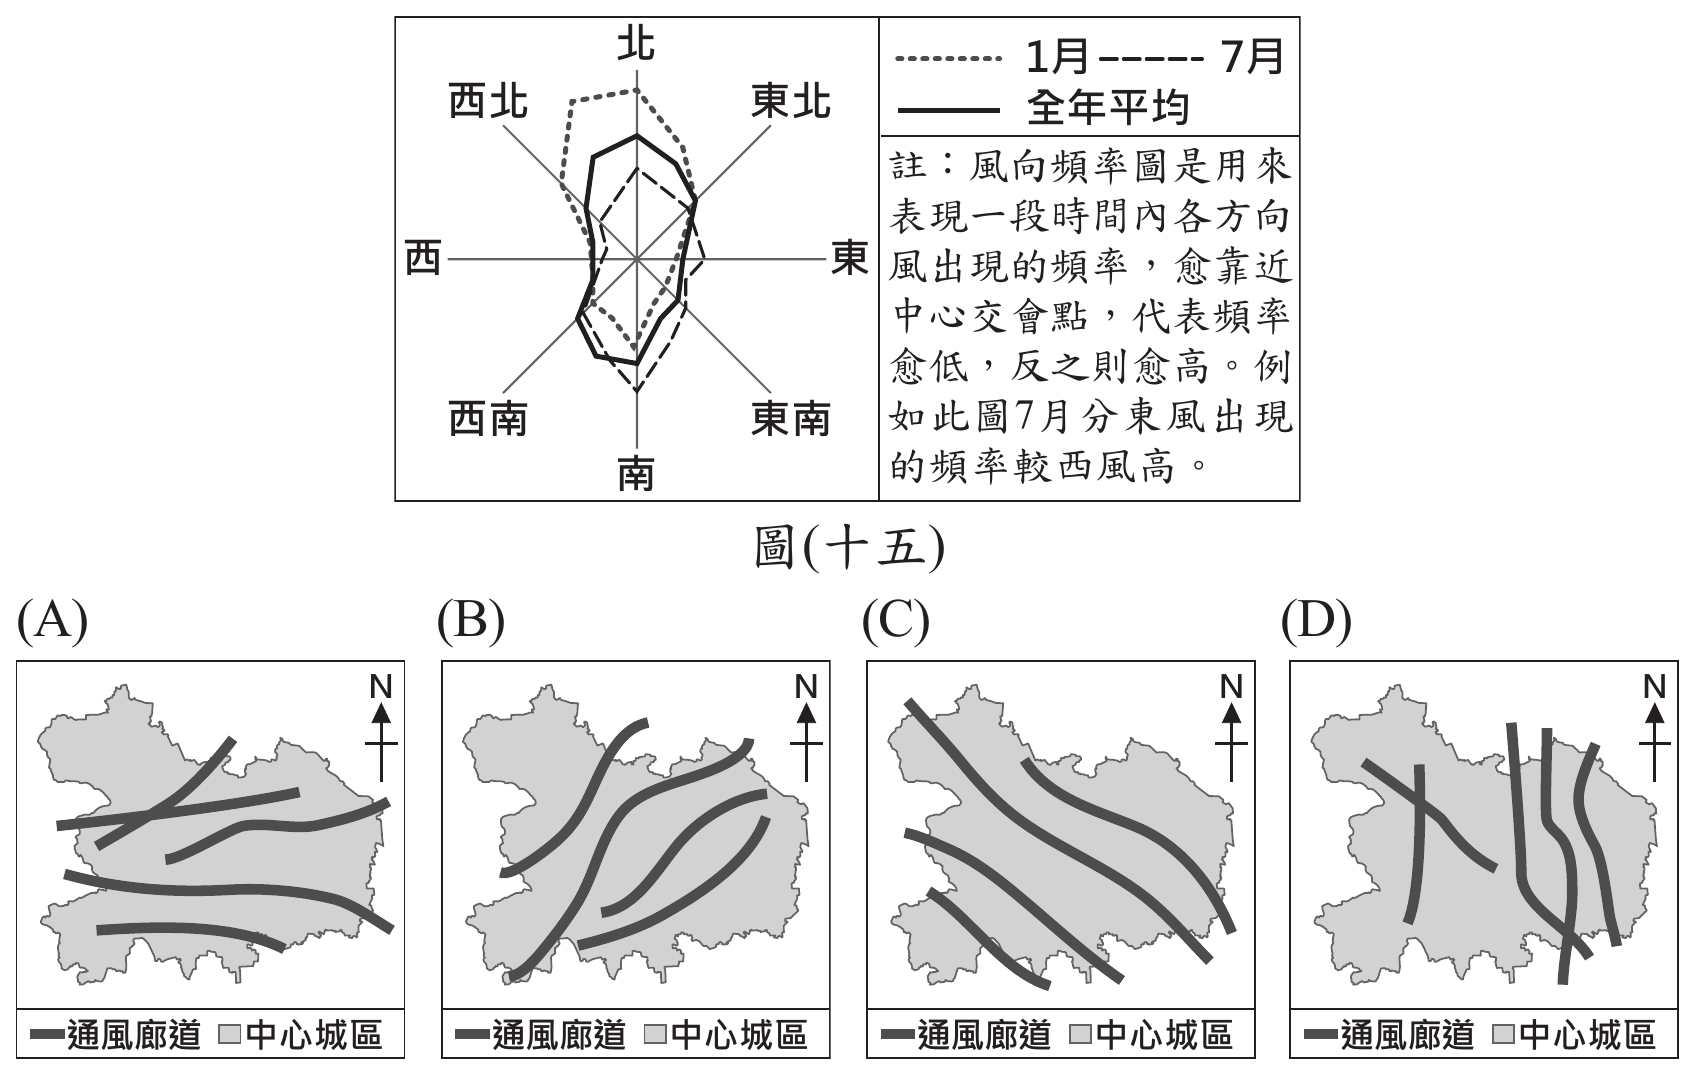 北
西北
東北
西
東
西南
東南
南
1月 7月
全年平均
註：風向頻率圖是用來
表現一段時間內各方向
風出現的頻率，愈靠近
中心交會點，代表頻率
愈低，反之則愈高。例
如此圖7月分東風出現
的頻率較西風高。
圖(十五)
(A)
N
通風廊道 中心城區
(B)
N
通風廊道 中心城區
(C)
N
通風廊道 中心城區
(D)
N
通風廊道 中心城區